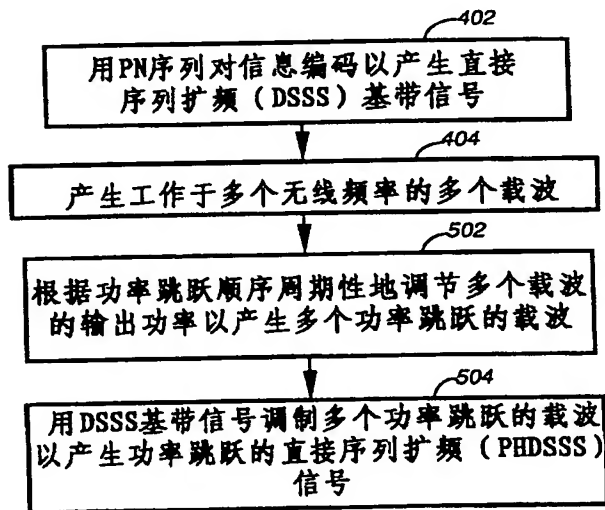 402
用PN序列对信息编码以产生直接
序列扩频（DSSS）基带信号
404
产生工作于多个无线频率的多个载波
502
根据功率跳跃顺序周期性地调节多个载波
的输出功率以产生多个功率跳跃的载波
504
用DSSS基带信号调制多个功率跳跃的载波
以产生功率跳跃的直接序列扩频（PHDSSS）
信号